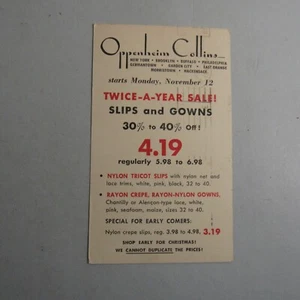 Oppenheim Collins
NEW YORK • BROOKLYN • BUFFALO • PHILADELPHIA
GERMANTOWN • GARDEN CITY • EAST ORANGE
MORRISTOWN • HACKENSACK
starts Monday, November 12
TWICE-A-YEAR SALE!
SLIPS and GOWNS
30% to 40% Off!
4.19
regularly 5.98 to 6.98
• NYLON TRICOT SLIPS with nylon net and
lace trims, white, pink, black, 32 to 40.
• RAYON CREPE, RAYON-NYLON GOWNS,
Chantilly or Alençon-type lace, white,
pink, seafoam, maize, sizes 32 to 40.
SPECIAL FOR EARLY COMERS:
Nylon crepe slips, reg. 3.98 to 4.98, 3.19
SHOP EARLY FOR CHRISTMAS!
WE CANNOT DUPLICATE THE PRICES!